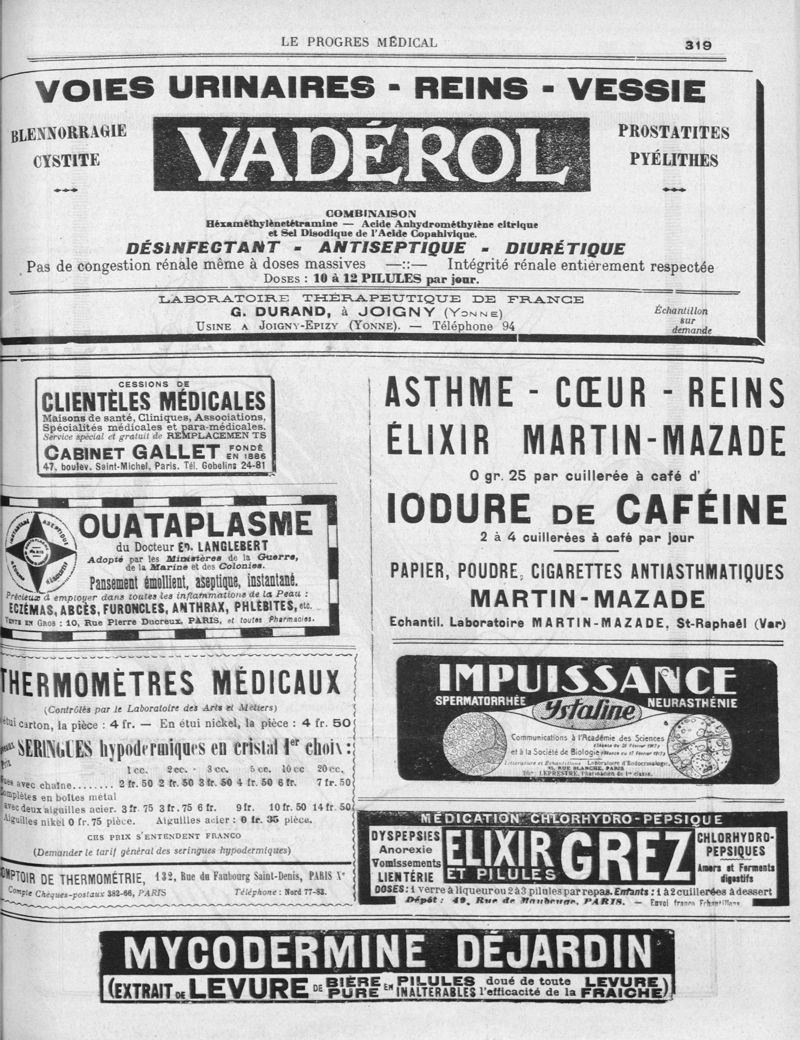 LE PROGRES MÉDICAL
319
VOIES URINAIRES - REINS - VESSIE
BLENNORRAGIE
CYSTITE
VADÉROL
PROSTATITES
PYÉLITHES
COMBINAISON
Héxaméthylènetétramine — Acide Anhydrométhylène citrique
et Sel Disodique de l'Acide Copahivique.
DÉSINFECTANT - ANTISEPTIQUE - DIURÉTIQUE
Pas de congestion rénale même à doses massives —::— Intégrité rénale entièrement respectée
DOSES : 10 à 12 PILULES par jour.
LABORATOIRE THÉRAPEUTIQUE DE FRANCE
G. DURAND, à JOIGNY (YONNE)
USINE A JOIGNY-EPIZY (YONNE). — Téléphone 94
Échantillon
sur
demande
CESSIONS DE
CLIENTÈLES MÉDICALES
Maisons de santé, Cliniques, Associations,
Spécialités médicales et para-médicales.
Service spécial et gratuit de REMPLACEMENTS
CABINET GALLET FONDÉ
EN 1886
47, boulev. Saint-Michel, Paris. Tél. Gobelins 24-81
OUATAPLASME
du Docteur ED. LANGLEBERT
Adopté par les Ministères de la Guerre,
de la Marine et des Colonies.
Pansement émollient, aseptique, instantané.
Précieux à employer dans toutes les inflammations de la Peau :
ECZÉMAS, ABCÈS, FURONCLES, ANTHRAX, PHLÉBITES, etc.
VENTE EN GROS : 10, Rue Pierre Ducreux, PARIS, et toutes Pharmacies.
THERMOMÈTRES MÉDICAUX
(Contrôlés par le Laboratoire des Arts et Métiers)
étui carton, la pièce : 4 fr. — En étui nickel, la pièce : 4 fr. 50
SERINGUES hypodermiques en cristal 1er choix :
1 cc. 2 cc. 3 cc. 5 cc. 10 cc 20 cc.
avec chaîne........ 2 fr. 50 2 fr. 50 3 fr. 50 4 fr. 50 6 fr. 7 fr. 50
Complètes en boîtes métal
avec deux aiguilles acier. 3 fr. 75 3 fr. 75 6 fr. 9 fr. 10 fr. 50 14 fr. 50
Aiguilles nikel 0 fr. 75 pièce. Aiguilles acier : 0 fr. 35 pièce.
CES PRIX S'ENTENDENT FRANCO
(Demander le tarif général des seringues hypodermiques)
COMPTOIR DE THERMOMÉTRIE, 132, Rue du Faubourg Saint-Denis, PARIS Xe
Compte Chèques-postaux 382-66, PARIS Téléphone : Nord 77-83.
ASTHME - CŒUR - REINS
ÉLIXIR MARTIN-MAZADE
0 gr. 25 par cuillerée à café d'
IODURE DE CAFÉINE
2 à 4 cuillerées à café par jour
PAPIER, POUDRE, CIGARETTES ANTIASTHMATIQUES
MARTIN-MAZADE
Echantil. Laboratoire MARTIN-MAZADE, St-Raphaël (Var)
IMPUISSANCE
SPERMATORRHÉE
Ystaline
NEURASTHÉNIE
Communications à l'Académie des Sciences
et à la Société de Biologie
Littérature et Échantillons : Laboratoire d'Endocrinologie
LEPRESTRE, Pharmacien de 1re classe.
MÉDICATION CHLORHYDRO-PEPSIQUE
DYSPEPSIES
Anorexie
Vomissements
LIENTÉRIE
ELIXIR
ET PILULES
GREZ
CHLORHYDRO-
PEPSIQUES
Amers et Ferments
digestifs
DOSES : 1 verre à liqueur ou 2 à 3 pilules par repas. Enfants : 1 à 2 cuillerées à dessert
Dépôt : 49, Rue de Maubeuge, PARIS. — Envoi franco Echantillons
MYCODERMINE DÉJARDIN
(EXTRAIT DE LEVURE DE BIÈRE PURE EN PILULES INALTÉRABLES doué de toute l'efficacité de la LEVURE FRAICHE)